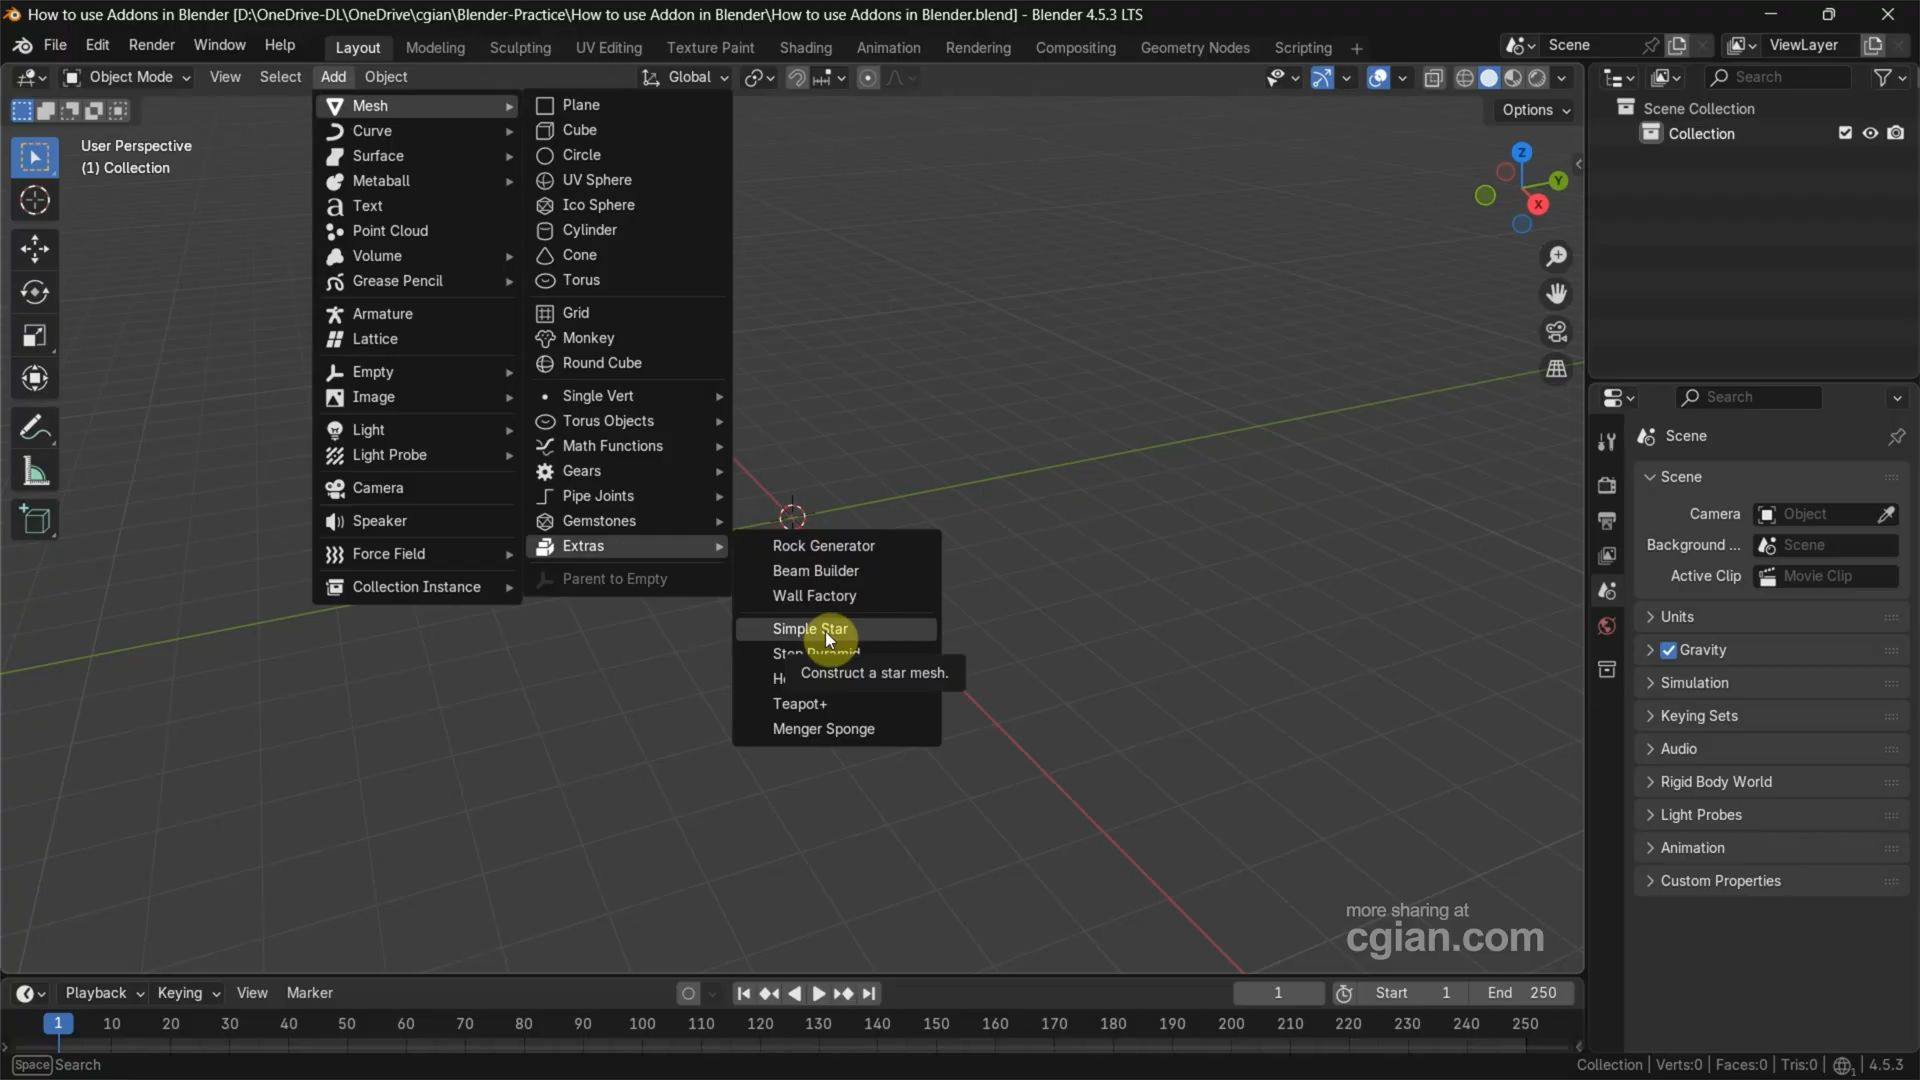 How to use Addons in Blender [D:\OneDrive-DL\OneDrive\cgian\Blender-Practice\How to use Addon in Blender\How to use Addons in Blender.blend] - Blender 4.5.3 LTS
File Edit Render Window Help Layout Modeling Sculpting UV Editing Texture Paint Shading Animation Rendering Compositing Geometry Nodes Scripting + Scene ViewLayer
Object Mode View Select Add Object Global Search
Options
User Perspective
(1) Collection
Mesh
Curve
Surface
Metaball
Text
Point Cloud
Volume
Grease Pencil
Armature
Lattice
Empty
Image
Light
Light Probe
Camera
Speaker
Force Field
Collection Instance
Plane
Cube
Circle
UV Sphere
Ico Sphere
Cylinder
Cone
Torus
Grid
Monkey
Round Cube
Single Vert
Torus Objects
Math Functions
Gears
Pipe Joints
Gemstones
Extras
Parent to Empty
Rock Generator
Beam Builder
Wall Factory
Simple Star
Construct a star mesh.
Teapot+
Menger Sponge
Z
Y
X
Scene Collection
Collection
Search
Scene
Scene
Camera Object
Background ... Scene
Active Clip Movie Clip
Units
Gravity
Simulation
Keying Sets
Audio
Rigid Body World
Light Probes
Animation
Custom Properties
more sharing at
cgian.com
Playback Keying View Marker 1 Start 1 End 250
1 10 20 30 40 50 60 70 80 90 100 110 120 130 140 150 160 170 180 190 200 210 220 230 240 250
Space Search Collection | Verts:0 | Faces:0 | Tris:0 | 1 | 4.5.3